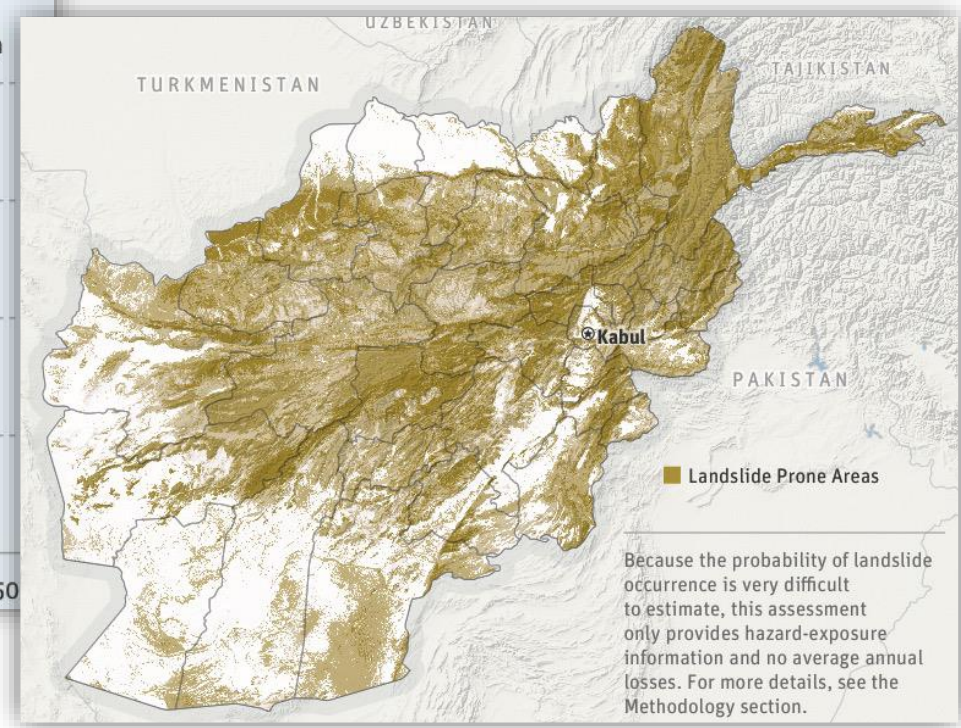 UZBEKISTAN
TURKMENISTAN
TAJIKISTAN
Kabul
PAKISTAN
Landslide Prone Areas
Because the probability of landslide
occurrence is very difficult
to estimate, this assessment
only provides hazard-exposure
information and no average annual
losses. For more details, see the
Methodology section.